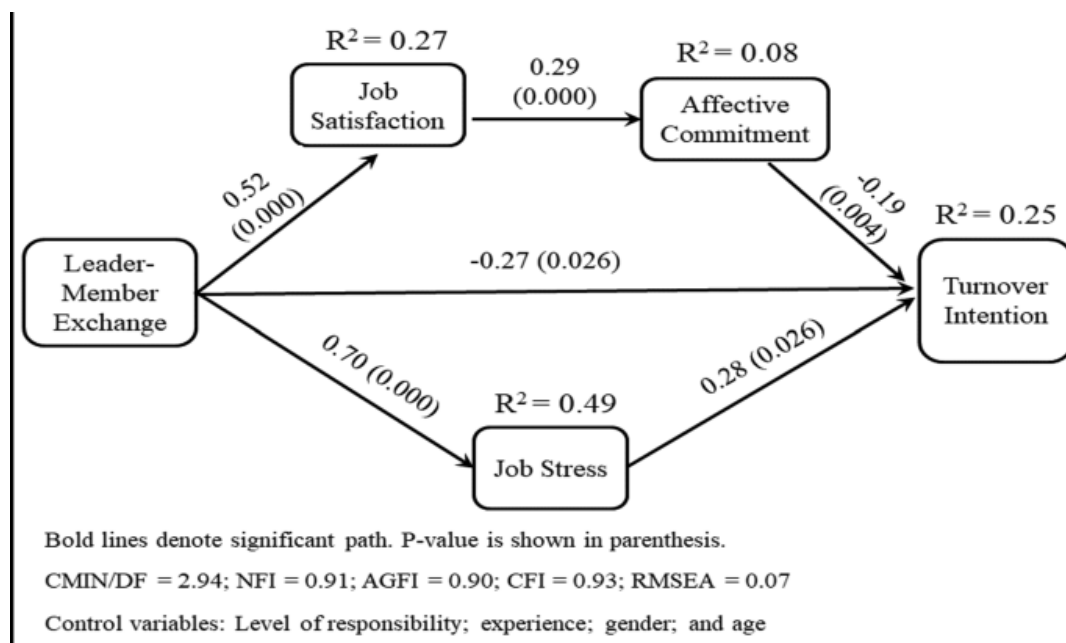 R² = 0.27
Job
Satisfaction
0.29
(0.000)
R² = 0.08
Affective
Commitment
0.52
(0.000)
-0.19
(0.004)
R² = 0.25
Leader-
Member
Exchange
-0.27 (0.026)
Turnover
Intention
0.70 (0.000)
0.28 (0.026)
R² = 0.49
Job Stress
Bold lines denote significant path. P-value is shown in parenthesis.
CMIN/DF = 2.94; NFI = 0.91; AGFI = 0.90; CFI = 0.93; RMSEA = 0.07
Control variables: Level of responsibility; experience; gender; and age